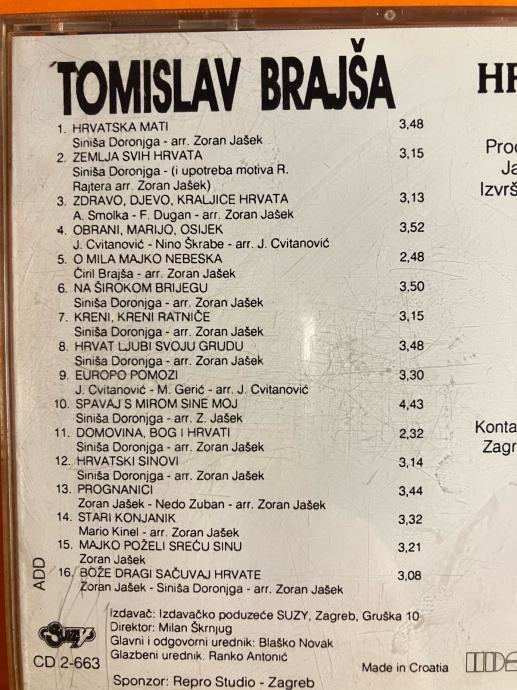 TOMISLAV BRAJŠA
1. HRVATSKA MATI 3,48
Siniša Doronjga - arr. Zoran Jašek
2. ZEMLJA SVIH HRVATA 3,15
Siniša Doronjga - (i upotreba motiva R.
Rajtera arr. Zoran Jašek)
3. ZDRAVO, DJEVO, KRALJICE HRVATA 3,13
A. Smolka - F. Dugan - arr. Zoran Jašek
4. OBRANI, MARIJO, OSIJEK 3,52
J. Cvitanović - Nino Škrabe - arr. J. Cvitanović
5. O MILA MAJKO NEBESKA 2,48
Ćiril Brajša - arr. Zoran Jašek
6. NA ŠIROKOM BRIJEGU 3,50
Siniša Doronjga - arr. Zoran Jašek
7. KRENI, KRENI RATNIČE 3,15
Siniša Doronjga - arr. Zoran Jašek
8. HRVAT LJUBI SVOJU GRUDU 3,48
Siniša Doronjga - arr. Zoran Jašek
9. EUROPO POMOZI 3,30
J. Cvitanović - M. Gerić - arr. J. Cvitanović
10. SPAVAJ S MIROM SINE MOJ 4,43
Siniša Doronjga - arr. Z. Jašek
11. DOMOVINA, BOG I HRVATI 2,32
Siniša Doronjga - arr. Zoran Jašek
12. HRVATSKI SINOVI 3,14
Siniša Doronjga - arr. Zoran Jašek
13. PROGNANICI 3,44
Zoran Jašek - Nedo Zuban - arr. Zoran Jašek
14. STARI KONJANIK 3,32
Mario Kinel - arr. Zoran Jašek
15. MAJKO POŽELI SREĆU SINU 3,21
Zoran Jašek
16. BOŽE DRAGI SAČUVAJ HRVATE 3,08
Zoran Jašek - Siniša Doronjga - arr. Zoran Jašek
ADD
SUZY
CD 2-663
Izdavač: Izdavačko poduzeće SUZY, Zagreb, Gruška 10
Direktor: Milan Škrnjug
Glavni i odgovorni urednik: Blaško Novak
Glazbeni urednik: Ranko Antonić
Made in Croatia
Sponzor: Repro Studio - Zagreb